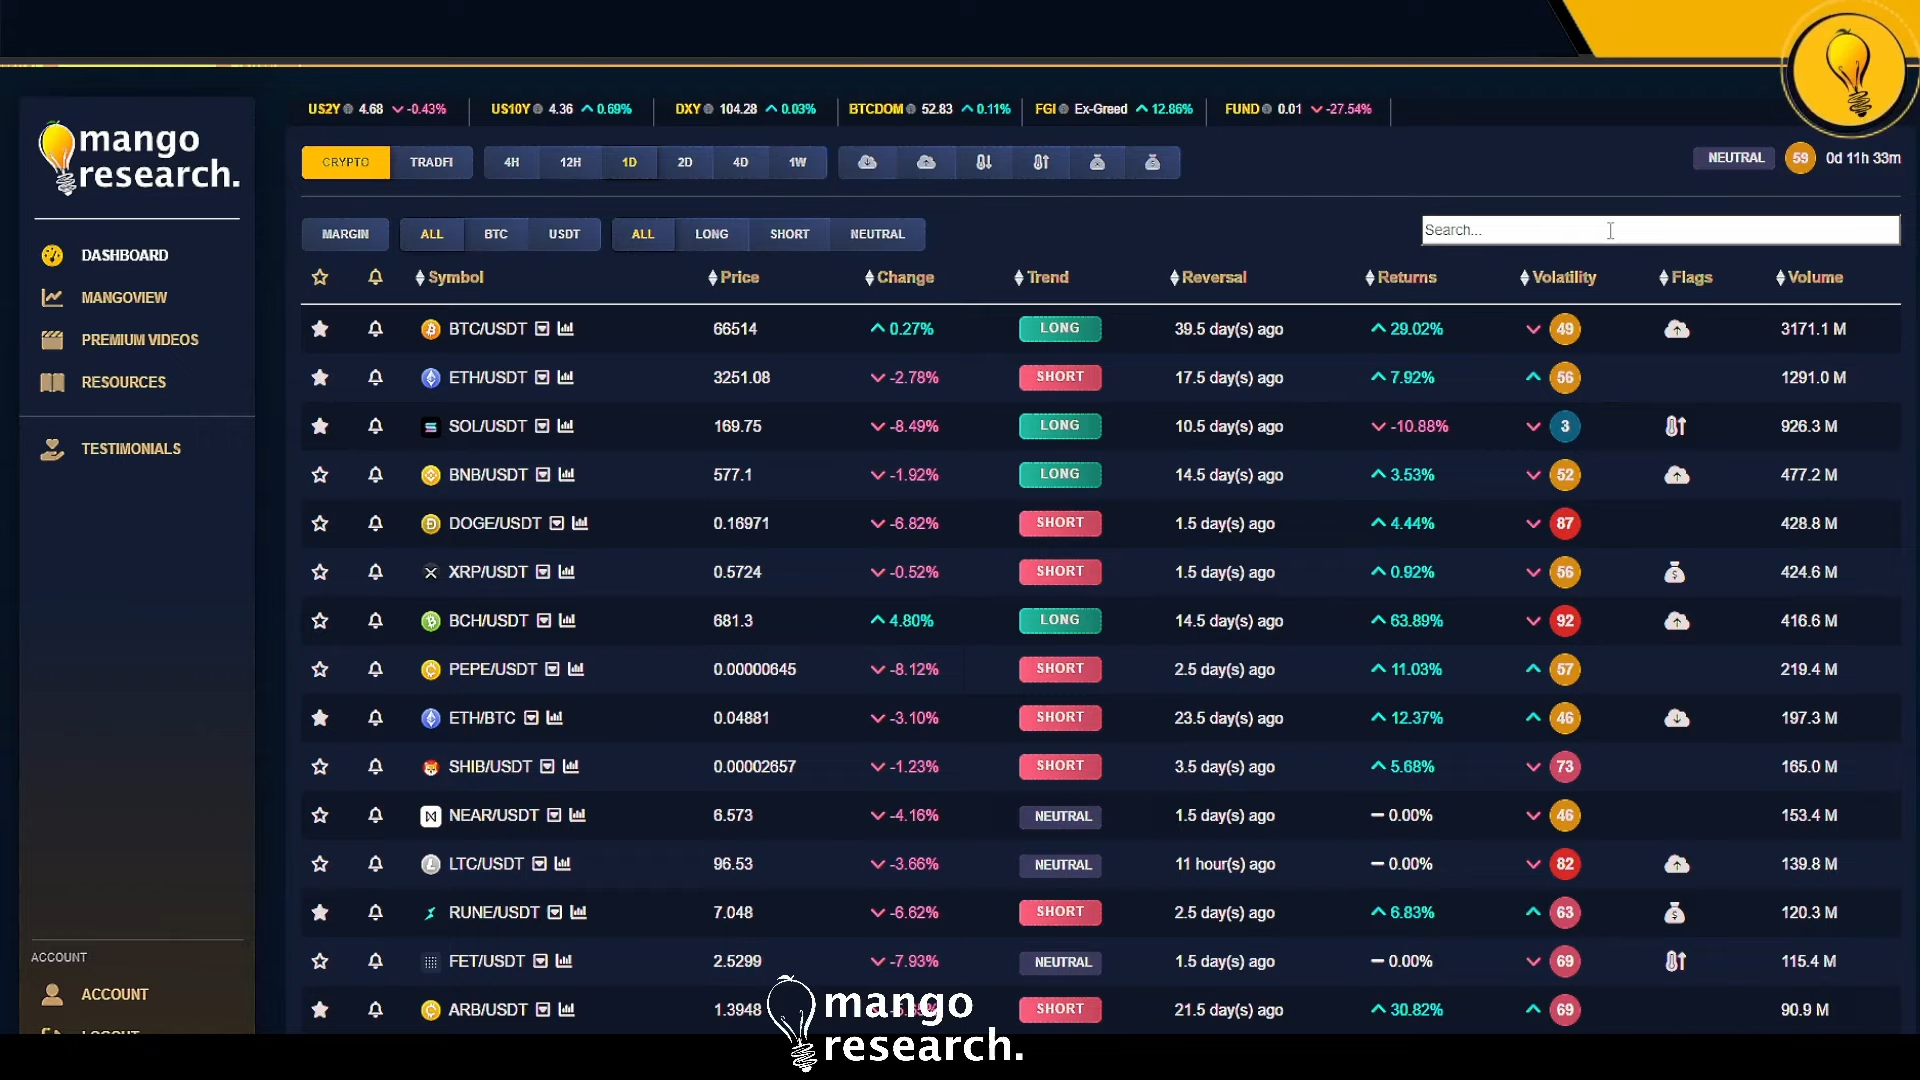 US2Y 4.68 -0.43% US10Y 4.36 0.69% DXY 104.28 0.03% BTCDOM 52.83 0.11% FGI Ex-Greed 12.86% FUND 0.01 -27.54%
mango
research.
CRYPTO TRADFI 4H 12H 1D 2D 4D 1W NEUTRAL 59 0d 11h 33m
MARGIN ALL BTC USDT ALL LONG SHORT NEUTRAL Search...
DASHBOARD
MANGOVIEW
PREMIUM VIDEOS
RESOURCES
TESTIMONIALS
ACCOUNT
ACCOUNT
LOGOUT
Symbol Price Change Trend Reversal Returns Volatility Flags Volume
BTC/USDT 66514 0.27% LONG 39.5 day(s) ago 29.02% 49 3171.1 M
ETH/USDT 3251.08 -2.78% SHORT 17.5 day(s) ago 7.92% 56 1291.0 M
SOL/USDT 169.75 -8.49% LONG 10.5 day(s) ago -10.88% 3 926.3 M
BNB/USDT 577.1 -1.92% LONG 14.5 day(s) ago 3.53% 52 477.2 M
DOGE/USDT 0.16971 -6.82% SHORT 1.5 day(s) ago 4.44% 87 428.8 M
XRP/USDT 0.5724 -0.52% SHORT 1.5 day(s) ago 0.92% 56 424.6 M
BCH/USDT 681.3 4.80% LONG 14.5 day(s) ago 63.89% 92 416.6 M
PEPE/USDT 0.00000645 -8.12% SHORT 2.5 day(s) ago 11.03% 57 219.4 M
ETH/BTC 0.04881 -3.10% SHORT 23.5 day(s) ago 12.37% 46 197.3 M
SHIB/USDT 0.00002657 -1.23% SHORT 3.5 day(s) ago 5.68% 73 165.0 M
NEAR/USDT 6.573 -4.16% NEUTRAL 1.5 day(s) ago 0.00% 46 153.4 M
LTC/USDT 96.53 -3.66% NEUTRAL 11 hour(s) ago 0.00% 82 139.8 M
RUNE/USDT 7.048 -6.62% SHORT 2.5 day(s) ago 6.83% 63 120.3 M
FET/USDT 2.5299 -7.93% NEUTRAL 1.5 day(s) ago 0.00% 69 115.4 M
ARB/USDT 1.3948 SHORT 21.5 day(s) ago 30.82% 69 90.9 M
mango
research.